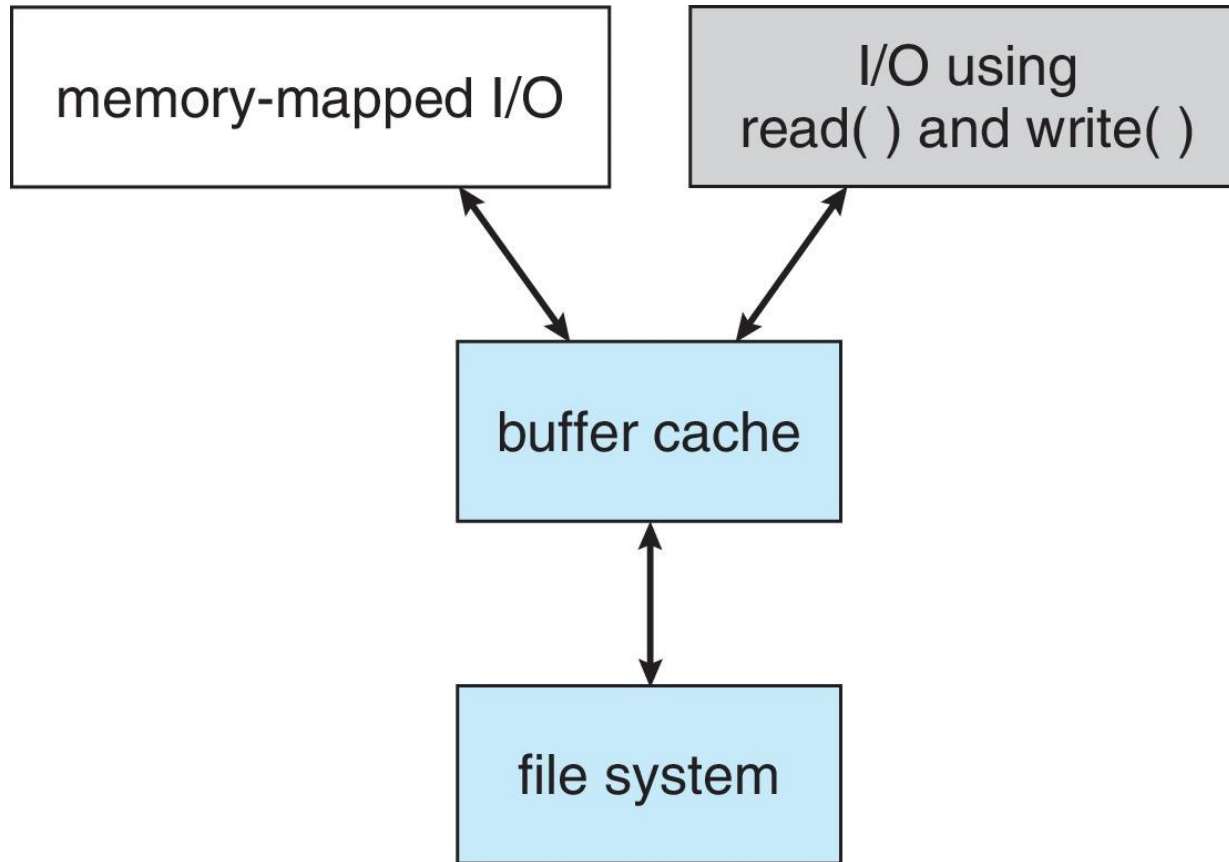 memory-mapped I/O
I/O using
read( ) and write( )
buffer cache
file system